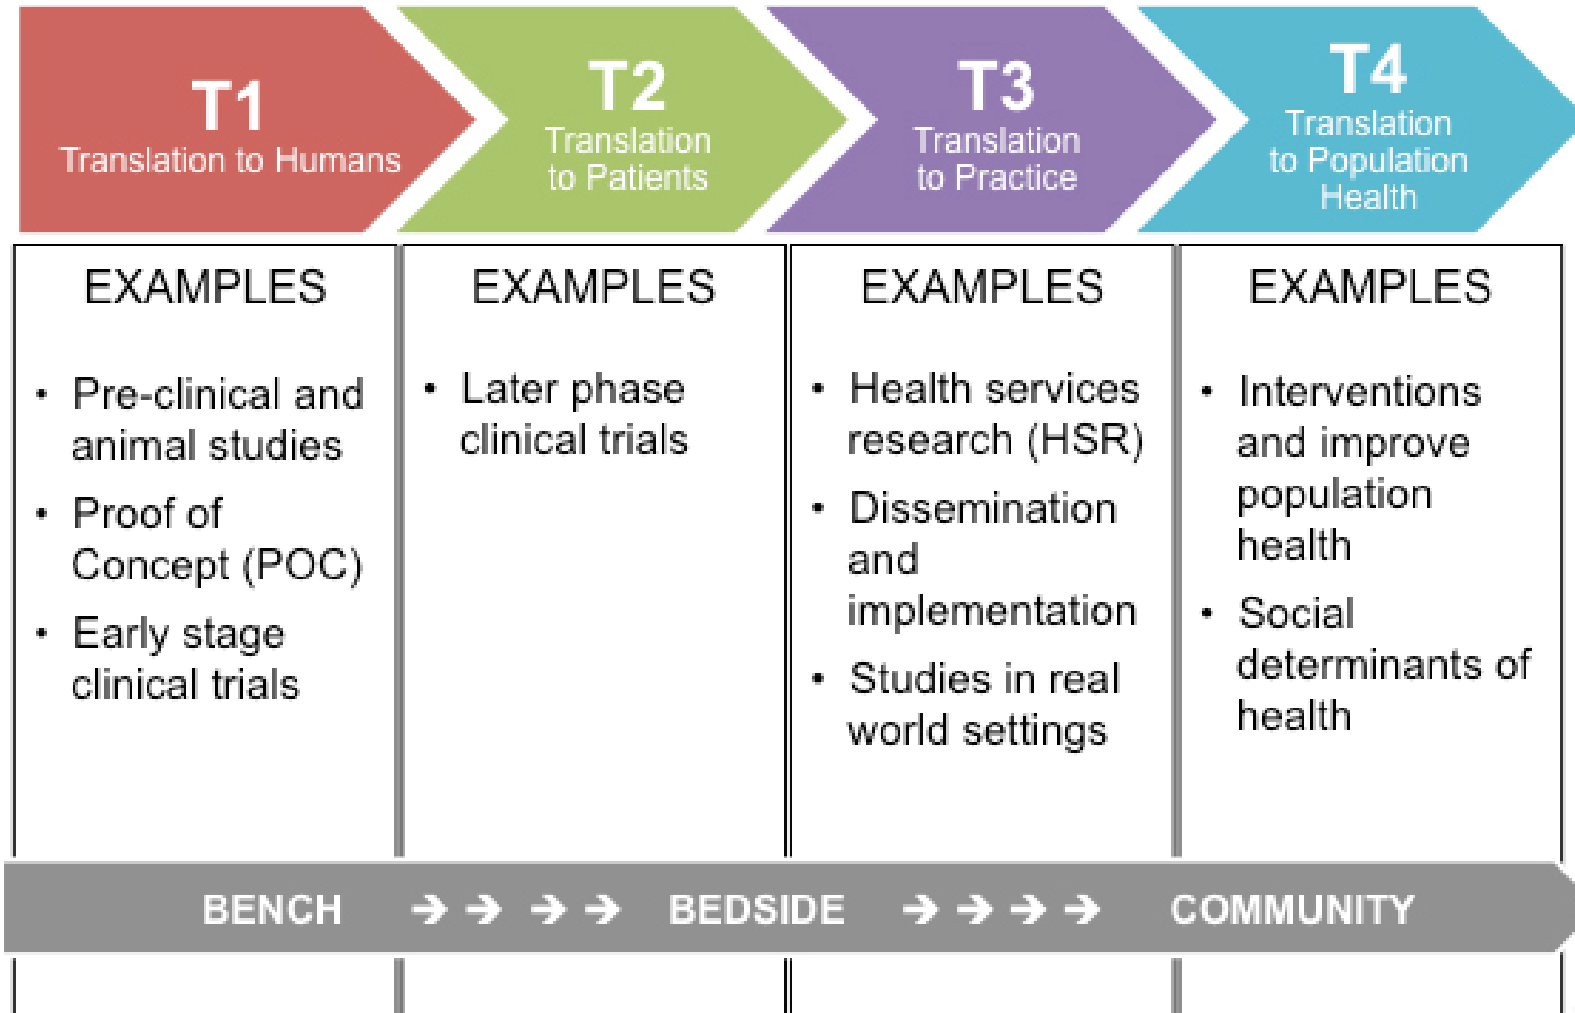 T1
Translation to Humans
T2
Translation
to Patients
T3
Translation
to Practice
T4
Translation
to Population
Health
EXAMPLES
• Pre-clinical and
animal studies
• Proof of
Concept (POC)
• Early stage
clinical trials
EXAMPLES
• Later phase
clinical trials
EXAMPLES
• Health services
research (HSR)
• Dissemination
and
implementation
• Studies in real
world settings
EXAMPLES
• Interventions
and improve
population
health
• Social
determinants of
health
BENCH → → → → BEDSIDE → → → → COMMUNITY